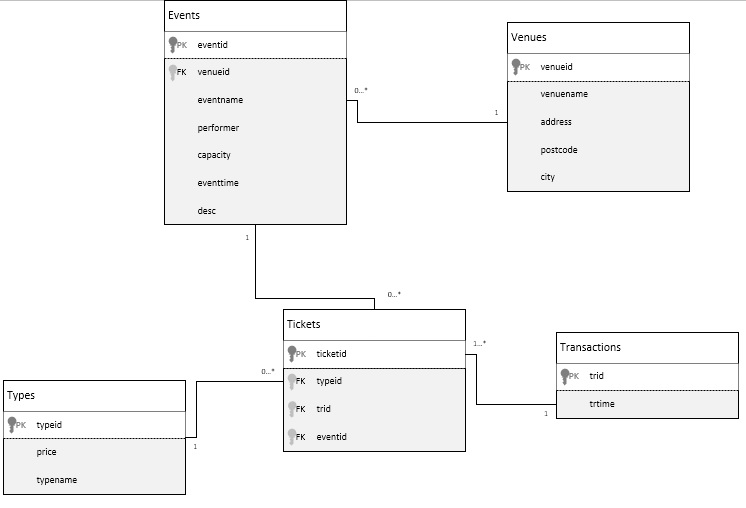 Events
PK eventid
FK venueid
eventname
performer
capacity
eventtime
desc
Venues
PK venueid
venuename
address
postcode
city
0...*
1
1
0...*
Tickets
PK ticketid
FK typeid
FK trid
FK eventid
1...*
1
Transactions
PK trid
trtime
0...*
1
Types
PK typeid
price
typename